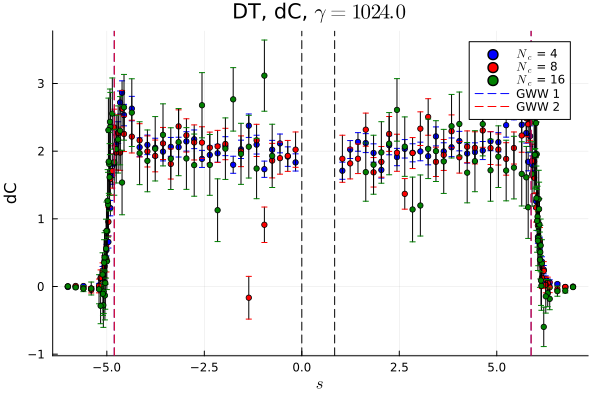 DT, dC, γ = 1024.0
dC
3
2
1
0
−1
N_c = 4
N_c = 8
N_c = 16
GWW 1
GWW 2
−5.0 −2.5 0.0 2.5 5.0
s